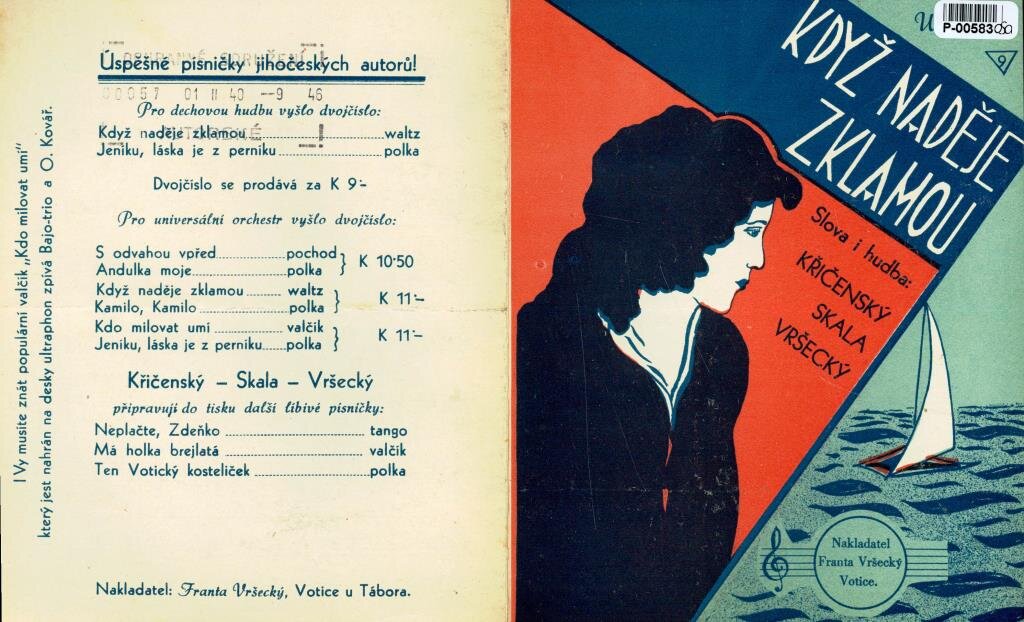 Úspěšné písničky jihočeských autorů!
00057 01 II 40 --9 46
Pro dechovou hudbu vyšlo dvojčíslo:
Když naděje zklamou waltz
Jeníku, láska je z perníku polka
Dvojčíslo se prodává za K 9·-
Pro universální orchestr vyšlo dvojčíslo:
S odvahou vpřed pochod
Andulka moje polka } K 10·50
Když naděje zklamou waltz
Kamilo, Kamilo polka } K 11·-
Kdo milovat umí valčík
Jeníku, láska je z perníku polka } K 11·-
Křičenský - Skala - Vršecký
připravují do tisku další líbivé písničky:
Neplačte, Zdeňko tango
Má holka brejlatá valčík
Ten Votický kostelíček polka
Nakladatel: Franta Vršecký, Votice u Tábora.
I Vy musíte znát populární valčík „Kdo milovat umí"
který jest nahrán na desky ultraphon zpívá Bajo-trio a O. Kovář.
P-00583
9
KDYŽ NADĚJE
ZKLAMOU
Slova i hudba:
KŘIČENSKÝ
SKALA
VRŠECKÝ
Nakladatel
Franta Vršecký
Votice.